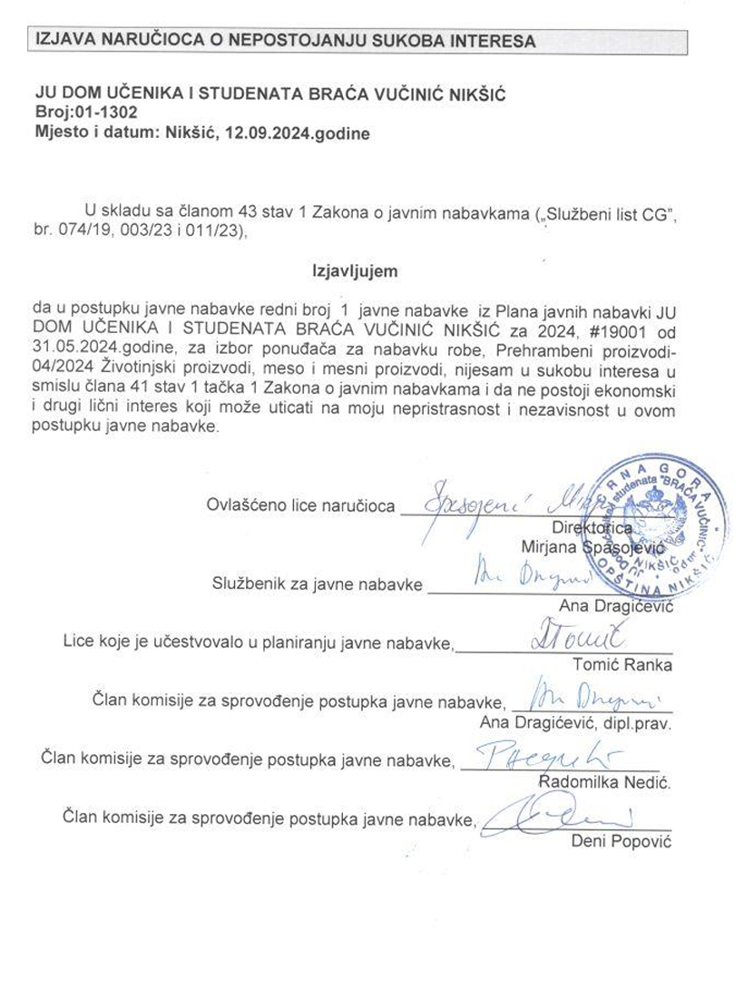 IZJAVA NARUČIOCA O NEPOSTOJANJU SUKOBA INTERESA
JU DOM UČENIKA I STUDENATA BRAĆA VUČINIĆ NIKŠIĆ
Broj:01-1302
Mjesto i datum: Nikšić, 12.09.2024.godine
U skladu sa članom 43 stav 1 Zakona o javnim nabavkama („Službeni list CG”,
br. 074/19, 003/23 i 011/23),
Izjavljujem
da u postupku javne nabavke redni broj 1 javne nabavke iz Plana javnih nabavki JU
DOM UČENIKA I STUDENATA BRAĆA VUČINIĆ NIKŠIĆ za 2024, #19001 od
31.05.2024.godine, za izbor ponuđača za nabavku robe, Prehrambeni proizvodi-
04/2024 Životinjski proizvodi, meso i mesni proizvodi, nijesam u sukobu interesa u
smislu člana 41 stav 1 tačka 1 Zakona o javnim nabavkama i da ne postoji ekonomski
i drugi lični interes koji može uticati na moju nepristrasnost i nezavisnost u ovom
postupku javne nabavke.
Ovlašćeno lice naručioca
Direktorica
Mirjana Spasojević
CRNA GORA
studenata "BRAĆA VUČINIĆ"
NIKŠIĆ
OPŠTINA NIKŠIĆ
Službenik za javne nabavke
Ana Dragićević
Lice koje je učestvovalo u planiranju javne nabavke,
Tomić Ranka
Član komisije za sprovođenje postupka javne nabavke,
Ana Dragićević, dipl.prav.
Član komisije za sprovođenje postupka javne nabavke,
Radomilka Nedić.
Član komisije za sprovođenje postupka javne nabavke,
Deni Popović